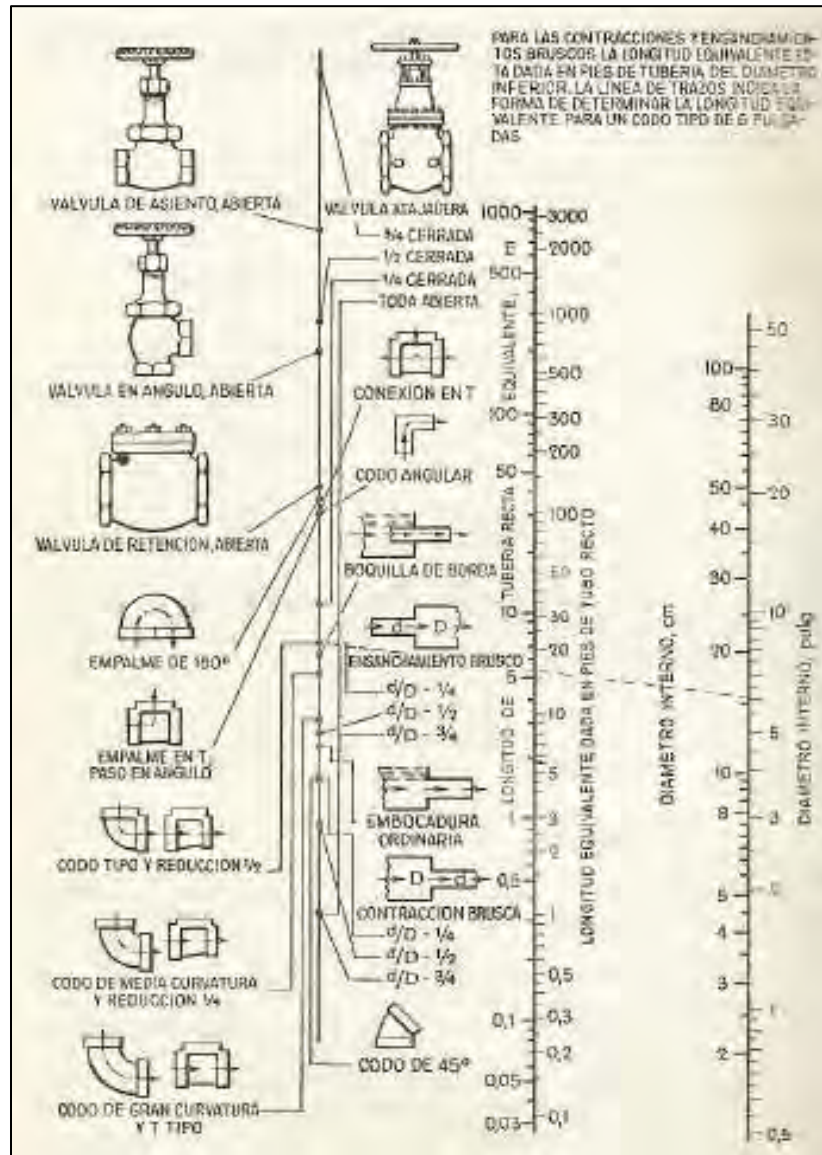 PARA LAS CONTRACCIONES Y ENSANCHAMIEN-
TOS BRUSCOS LA LONGITUD EQUIVALENTE ES-
TA DADA EN PIES DE TUBERIA DEL DIAMETRO
INFERIOR. LA LINEA DE TRAZOS INDICA LA
FORMA DE DETERMINAR LA LONGITUD EQUI-
VALENTE PARA UN CODO TIPO DE 6 PULGA-
DAS
VALVULA DE ASIENTO, ABIERTA
VALVULA EN ANGULO, ABIERTA
VALVULA DE RETENCION, ABIERTA
EMPALME DE 180°
EMPALME EN T,
PASO EN ANGULO
CODO TIPO Y REDUCCION 1/2
CODO DE MEDIA CURVATURA
Y REDUCCION 1/4
CODO DE GRAN CURVATURA
Y T TIPO
VALVULA ATAJADERA
3/4 CERRADA
1/2 CERRADA
1/4 CERRADA
TODA ABIERTA
CONEXION EN T
CODO ANGULAR
BOQUILLA DE BORDA
d D
ENSANCHAMIENTO BRUSCO
d/D - 1/4
d/D - 1/2
d/D - 3/4
EMBOCADURA
ORDINARIA
D d
CONTRACCION BRUSCA
d/D - 1/4
d/D - 1/2
d/D - 3/4
CODO DE 45°
LONGITUD DE TUBERIA RECTA EQUIVALENTE, m
1000
500
100
50
10
5
1
0,5
0,1
0,05
0,03
LONGITUD EQUIVALENTE DADA EN PIES DE TUBO RECTO
3000
2000
1000
500
300
200
100
50
30
20
10
5
3
2
1
0,5
0,3
0,2
0,1
DIAMETRO INTERNO, cm
100
80
50
40
30
20
10
8
5
4
3
2
DIAMETRO INTERNO, pulg
50
30
20
10
5
3
2
1
0,5